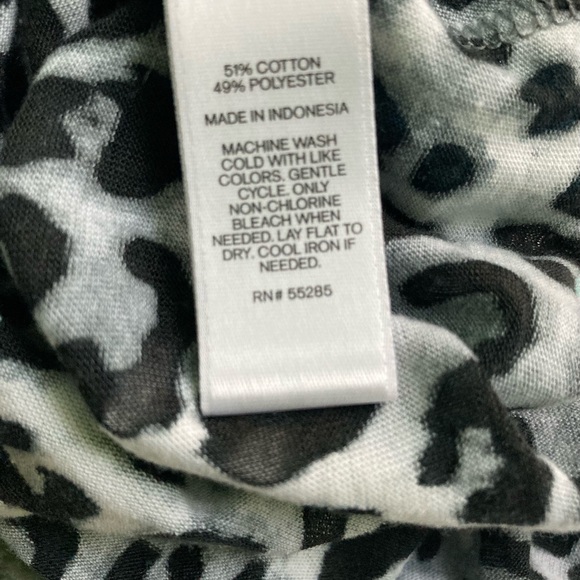 51% COTTON
49% POLYESTER
MADE IN INDONESIA
MACHINE WASH
COLD WITH LIKE
COLORS. GENTLE
CYCLE. ONLY
NON-CHLORINE
BLEACH WHEN
NEEDED. LAY FLAT TO
DRY. COOL IRON IF
NEEDED.
RN# 55285